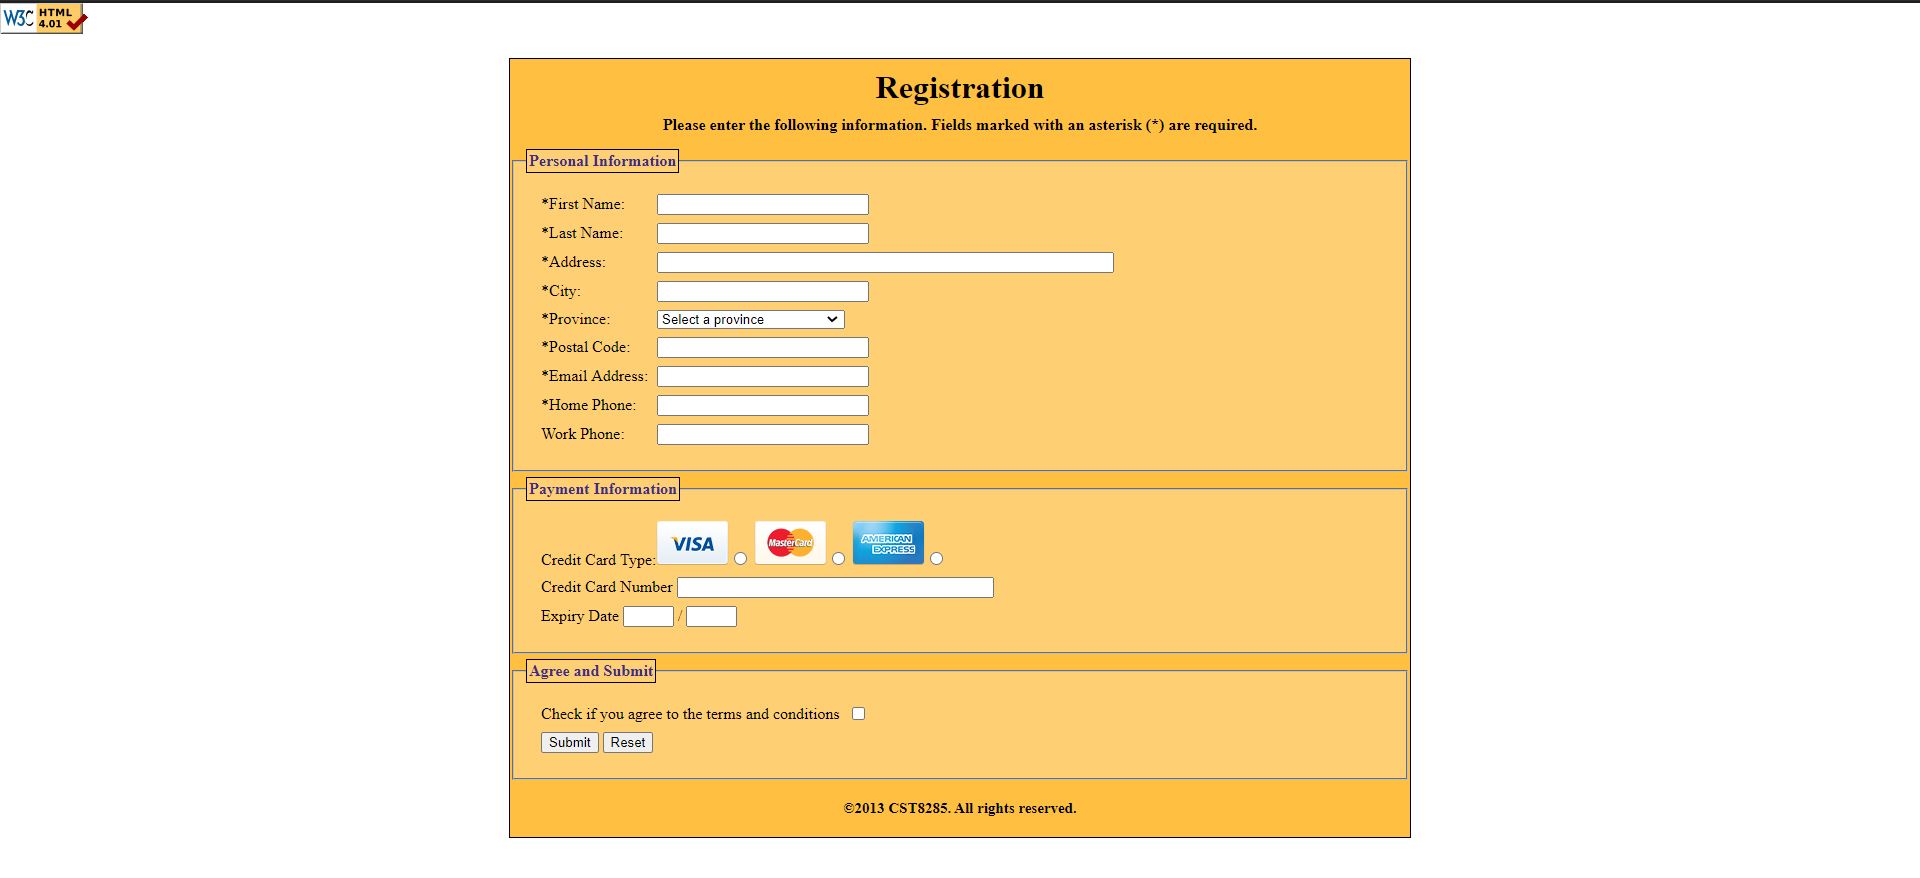 W3C HTML 4.01
Registration
Please enter the following information. Fields marked with an asterisk (*) are required.
Personal Information
*First Name:
*Last Name:
*Address:
*City:
*Province: Select a province
*Postal Code:
*Email Address:
*Home Phone:
Work Phone:
Payment Information
Credit Card Type: VISA MasterCard AMERICAN EXPRESS
Credit Card Number
Expiry Date /
Agree and Submit
Check if you agree to the terms and conditions
Submit Reset
©2013 CST8285. All rights reserved.